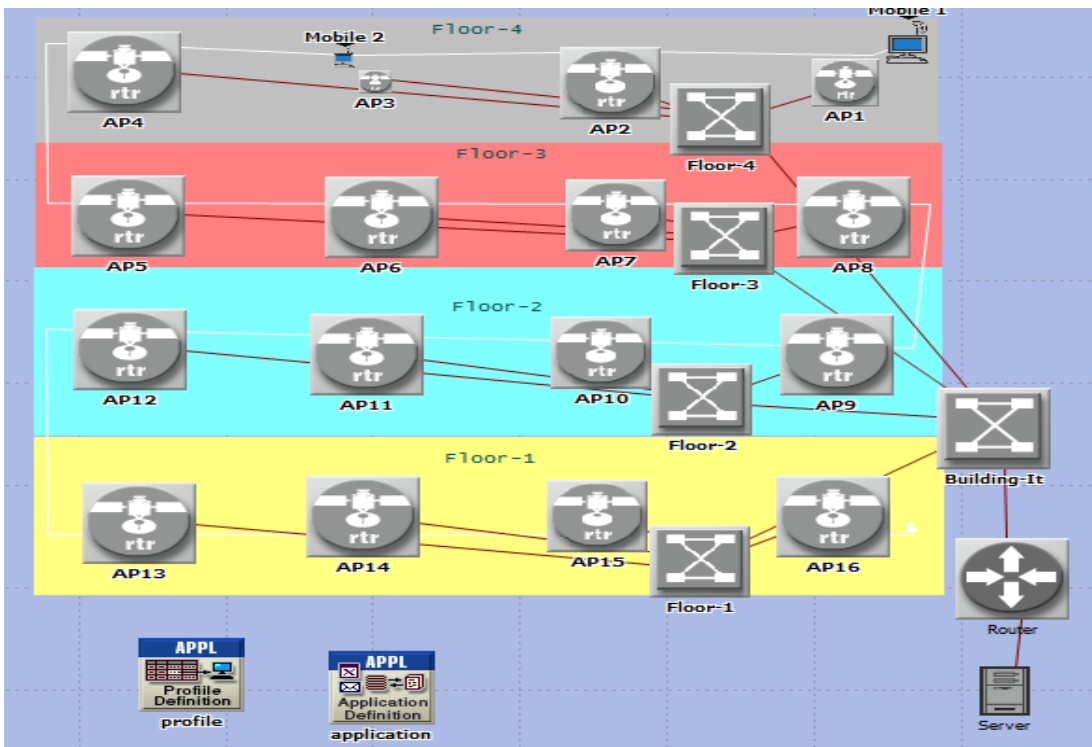 Mobile 1
Floor-4
Mobile 2
rtr
AP4
AP3
rtr
AP2
AP1
Floor-4
Floor-3
rtr
AP5
rtr
AP6
rtr
AP7
Floor-3
rtr
AP8
Floor-2
rtr
AP12
rtr
AP11
rtr
AP10
Floor-2
rtr
AP9
Floor-1
Building-It
rtr
AP13
rtr
AP14
rtr
AP15
Floor-1
rtr
AP16
Router
Server
APPL
Profiile
Definition
profile
APPL
Application
Definition
application